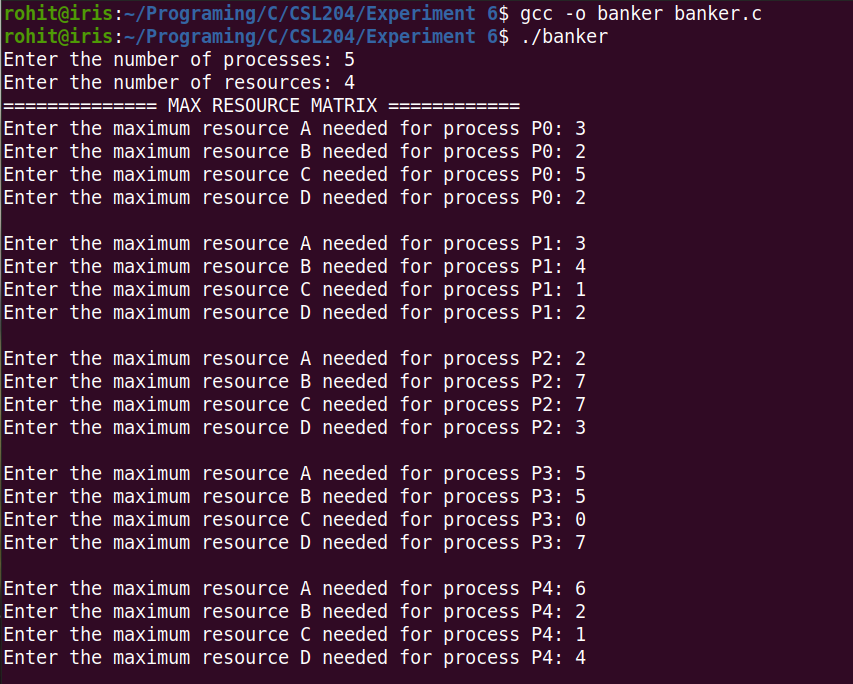 rohit@iris:~/Programing/C/CSL204/Experiment 6$ gcc -o banker banker.c
rohit@iris:~/Programing/C/CSL204/Experiment 6$ ./banker
Enter the number of processes: 5
Enter the number of resources: 4
============== MAX RESOURCE MATRIX ============
Enter the maximum resource A needed for process P0: 3
Enter the maximum resource B needed for process P0: 2
Enter the maximum resource C needed for process P0: 5
Enter the maximum resource D needed for process P0: 2

Enter the maximum resource A needed for process P1: 3
Enter the maximum resource B needed for process P1: 4
Enter the maximum resource C needed for process P1: 1
Enter the maximum resource D needed for process P1: 2

Enter the maximum resource A needed for process P2: 2
Enter the maximum resource B needed for process P2: 7
Enter the maximum resource C needed for process P2: 7
Enter the maximum resource D needed for process P2: 3

Enter the maximum resource A needed for process P3: 5
Enter the maximum resource B needed for process P3: 5
Enter the maximum resource C needed for process P3: 0
Enter the maximum resource D needed for process P3: 7

Enter the maximum resource A needed for process P4: 6
Enter the maximum resource B needed for process P4: 2
Enter the maximum resource C needed for process P4: 1
Enter the maximum resource D needed for process P4: 4